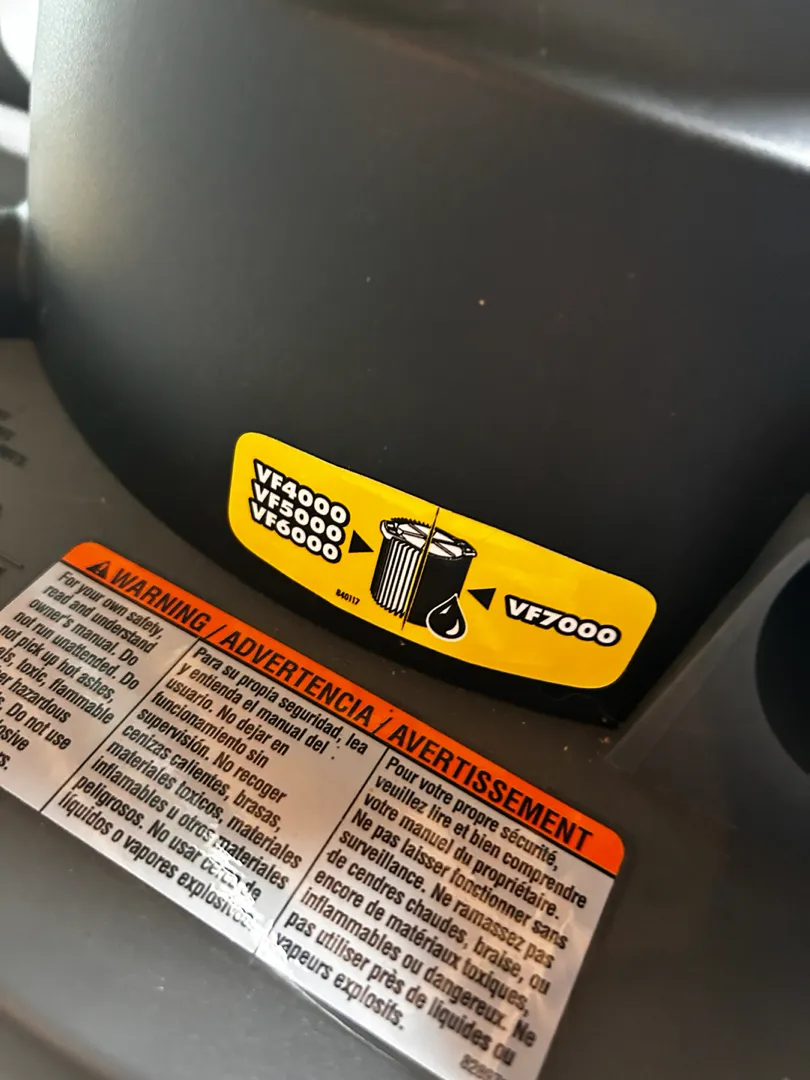 VF4000
VF5000
VF6000
840117
VF7000
WARNING / ADVERTENCIA / AVERTISSEMENT
For your own safety,
read and understand
owner's manual. Do
not run unattended. Do
not pick up hot ashes,
toxic, flammable
hazardous
Do not use
Para su propia seguridad, lea
y entienda el manual del
usuario. No dejar en
funcionamiento sin
supervisión. No recoger
cenizas calientes, brasas,
materiales tóxicos, materiales
inflamables u otros materiales
peligrosos. No usar cerca de
líquidos o vapores explosivos.
Pour votre propre sécurité,
veuillez lire et bien comprendre
votre manuel du propriétaire.
Ne pas laisser fonctionner sans
surveillance. Ne ramassez pas
de cendres chaudes, braise, ou
encore de matériaux toxiques,
inflammables ou dangereux. Ne
pas utiliser près de liquides ou
vapeurs explosifs.